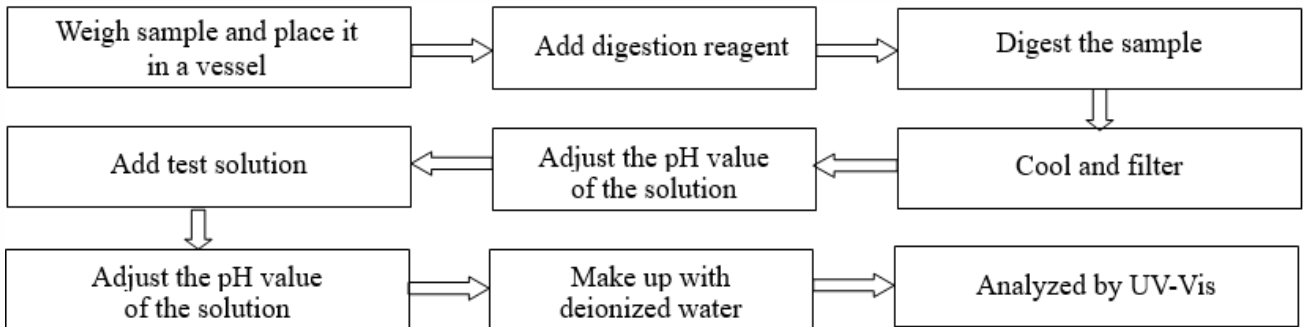 Weigh sample and place it
in a vessel
Add digestion reagent
Digest the sample
Cool and filter
Adjust the pH value
of the solution
Add test solution
Adjust the pH value
of the solution
Make up with
deionized water
Analyzed by UV-Vis